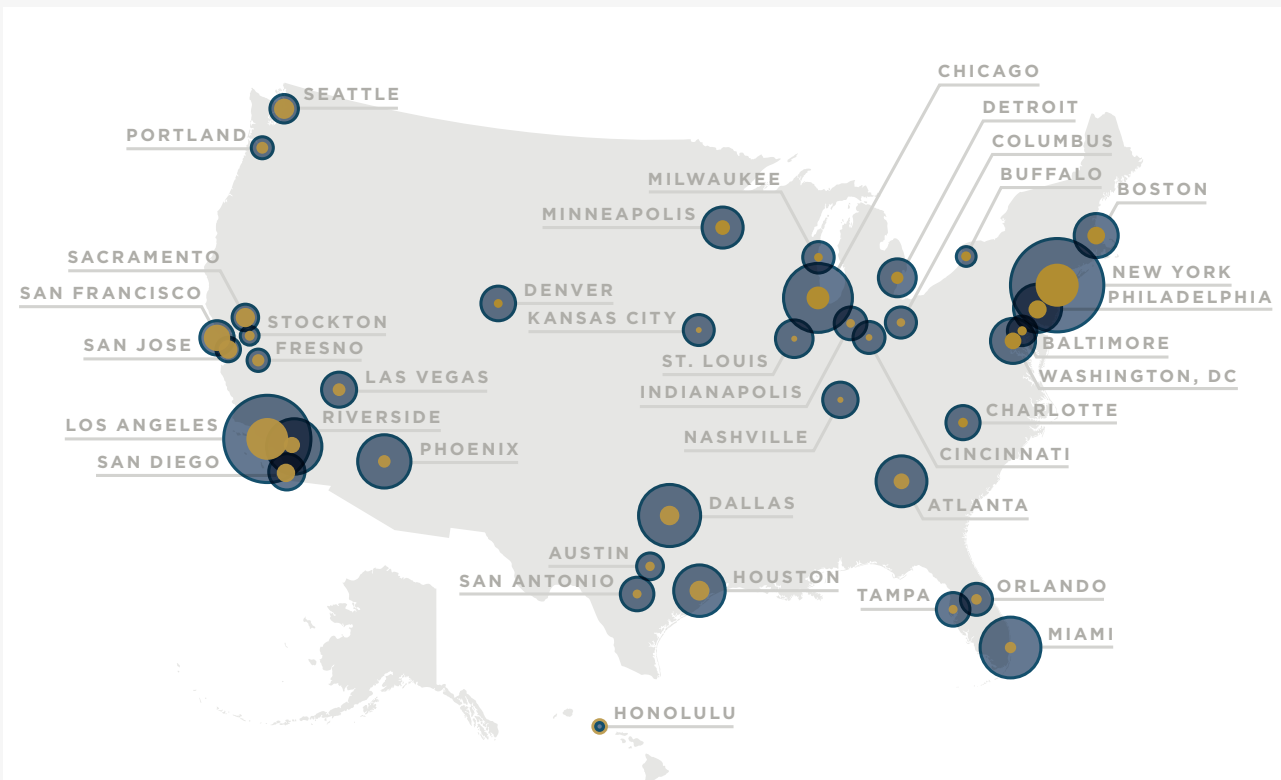 CHICAGO
SEATTLE
DETROIT
PORTLAND
COLUMBUS
BUFFALO
MILWAUKEE
BOSTON
MINNEAPOLIS
SACRAMENTO
NEW YORK
SAN FRANCISCO
DENVER
PHILADELPHIA
KANSAS CITY
STOCKTON
SAN JOSE
FRESNO
BALTIMORE
ST. LOUIS
LAS VEGAS
WASHINGTON, DC
INDIANAPOLIS
CHARLOTTE
RIVERSIDE
LOS ANGELES
NASHVILLE
PHOENIX
CINCINNATI
SAN DIEGO
DALLAS
ATLANTA
AUSTIN
HOUSTON
SAN ANTONIO
ORLANDO
TAMPA
MIAMI
HONOLULU